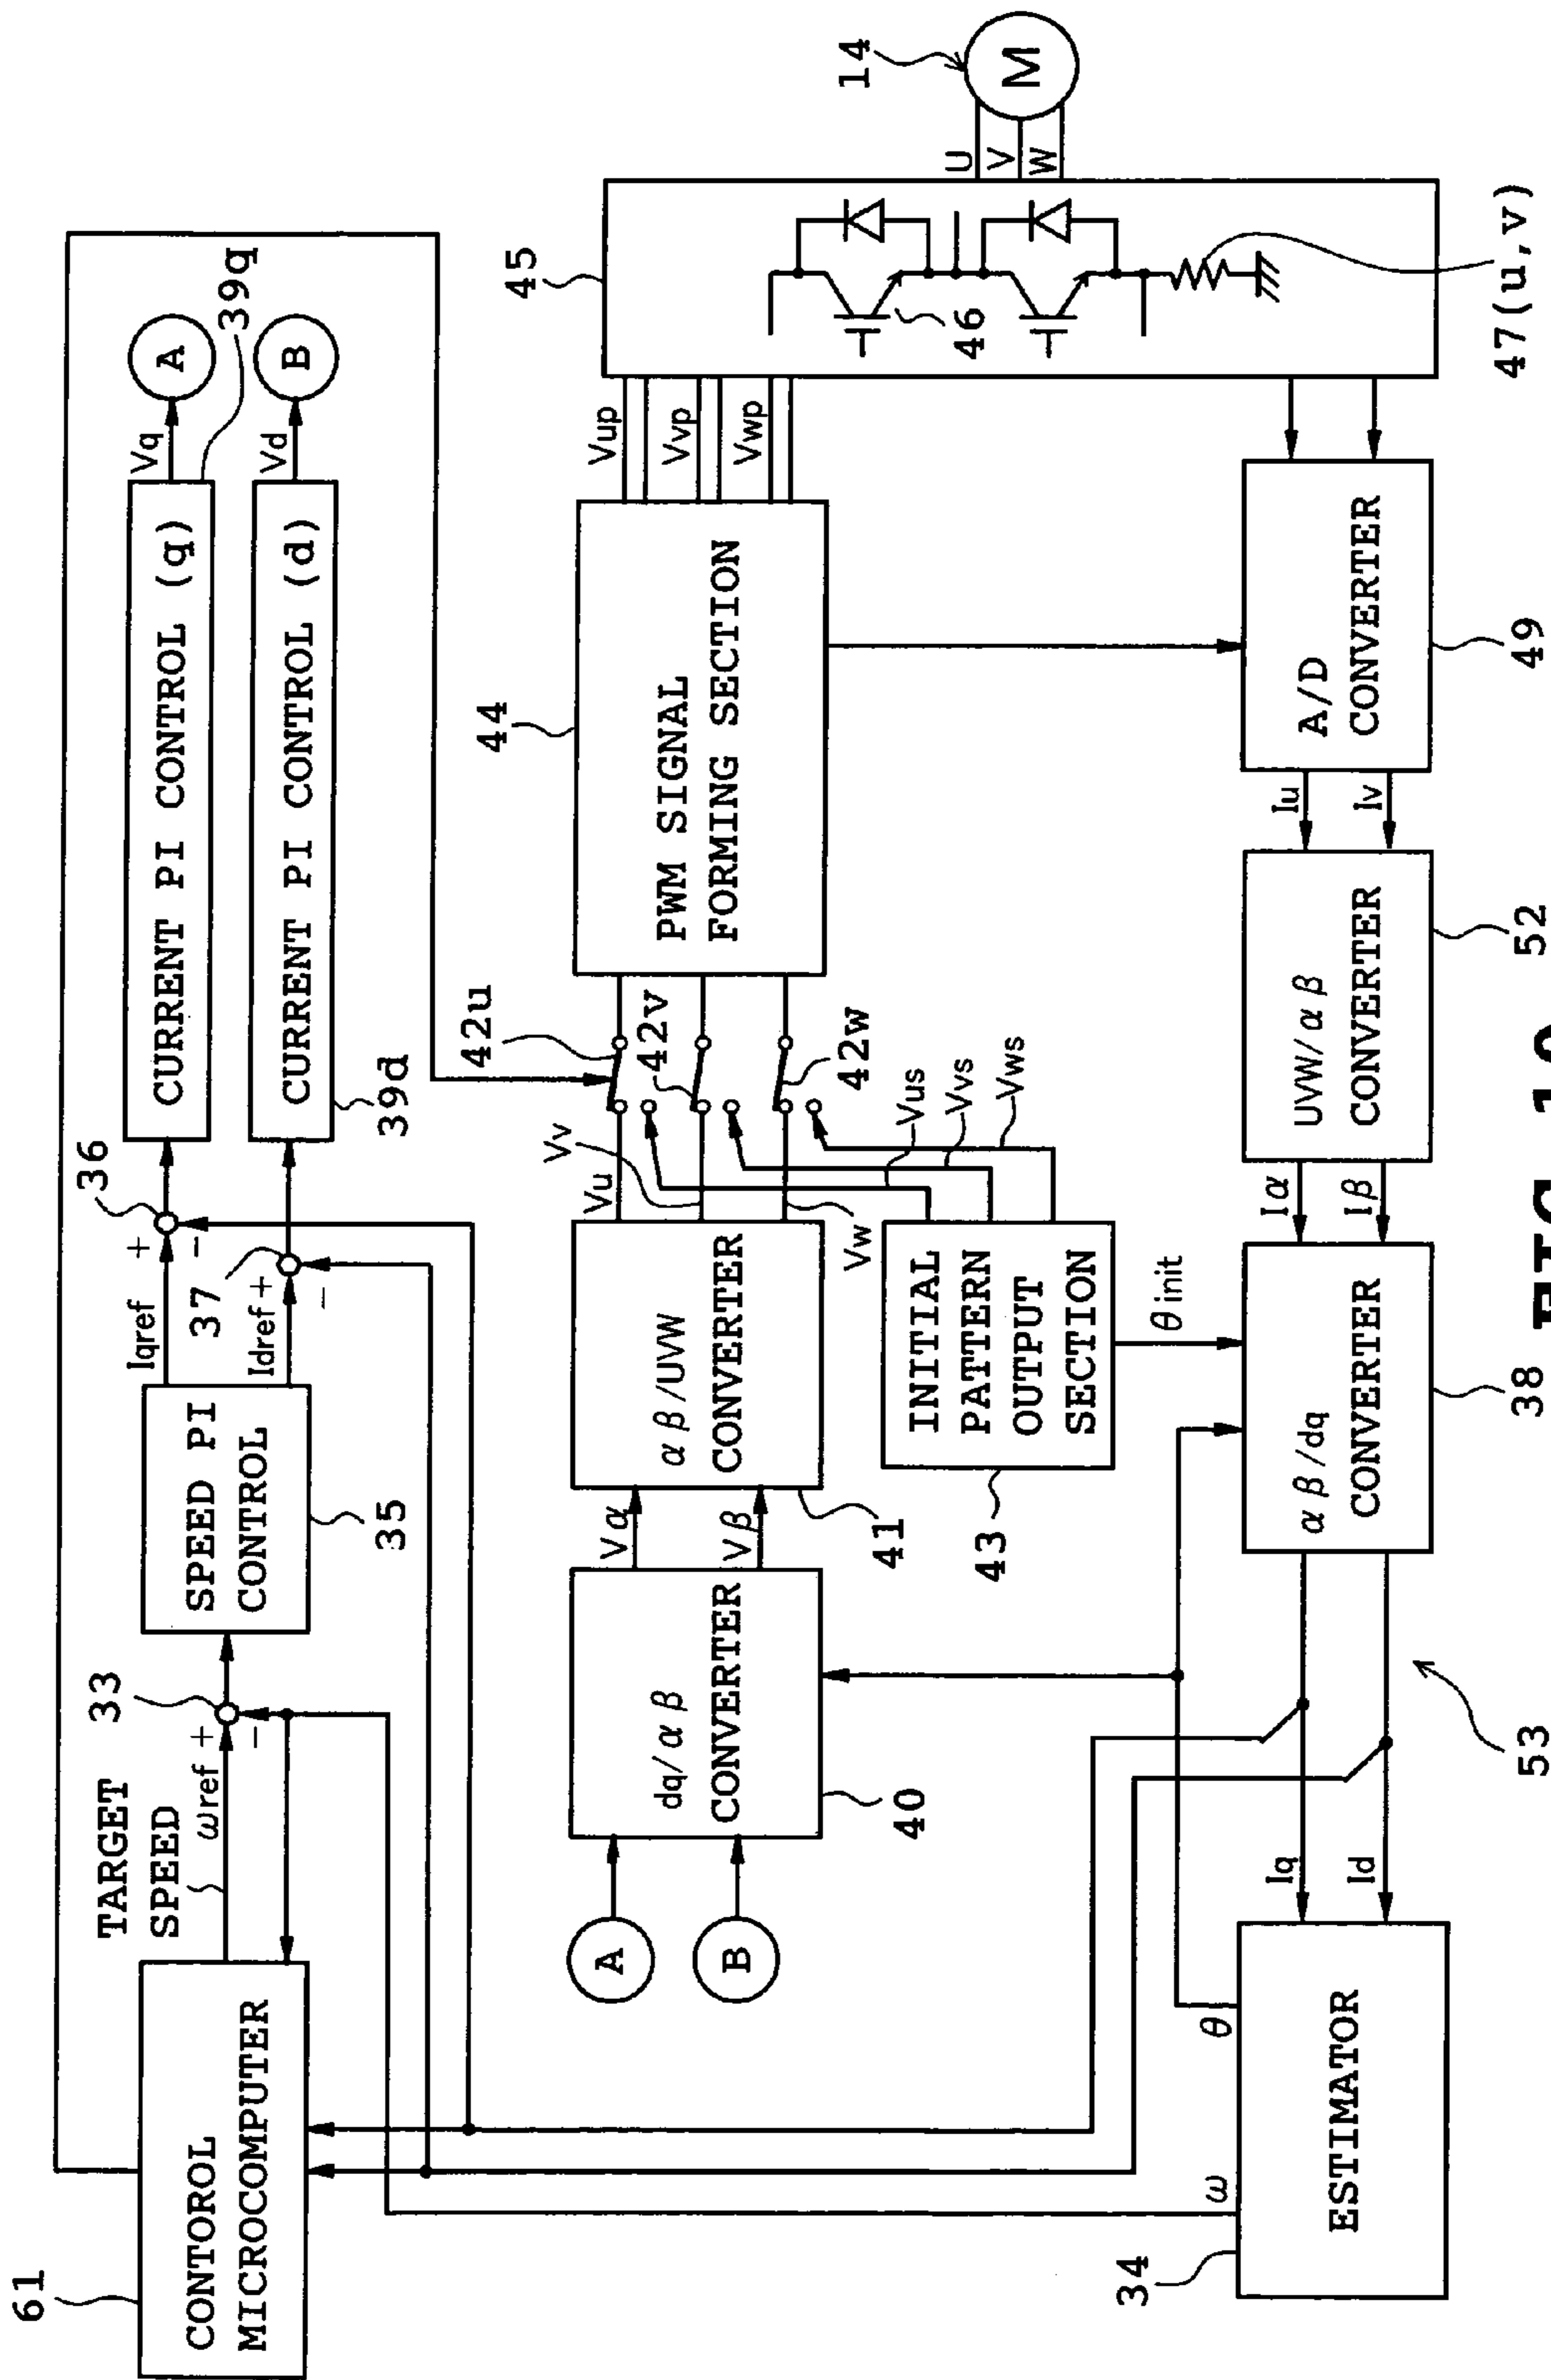 61
CONTOROL
MICROCOMPUTER
TARGET
SPEED
ωref
+
−
33
SPEED PI
CONTROL
35
Iqref
+
−
36
37
Idref
+
−
CURRENT PI CONTROL (q)
CURRENT PI CONTROL (d)
39d
39q
Vq
Vd
A
B
A
B
dq/αβ
CONVERTER
40
Vα
Vβ
αβ/UVW
CONVERTER
41
Vu
Vv
Vw
42u
42v
42w
INITIAL
PATTERN
OUTPUT
SECTION
43
Vus
Vvs
Vws
θinit
44
PWM SIGNAL
FORMING SECTION
Vup
Vvp
Vwp
45
46
47(u,v)
U
V
W
14
M
34
ESTIMATOR
ω
θ
Iq
Id
53
αβ/dq
CONVERTER
38
Iα
Iβ
UVW/αβ
CONVERTER
52
Iu
Iv
A/D
CONVERTER
49